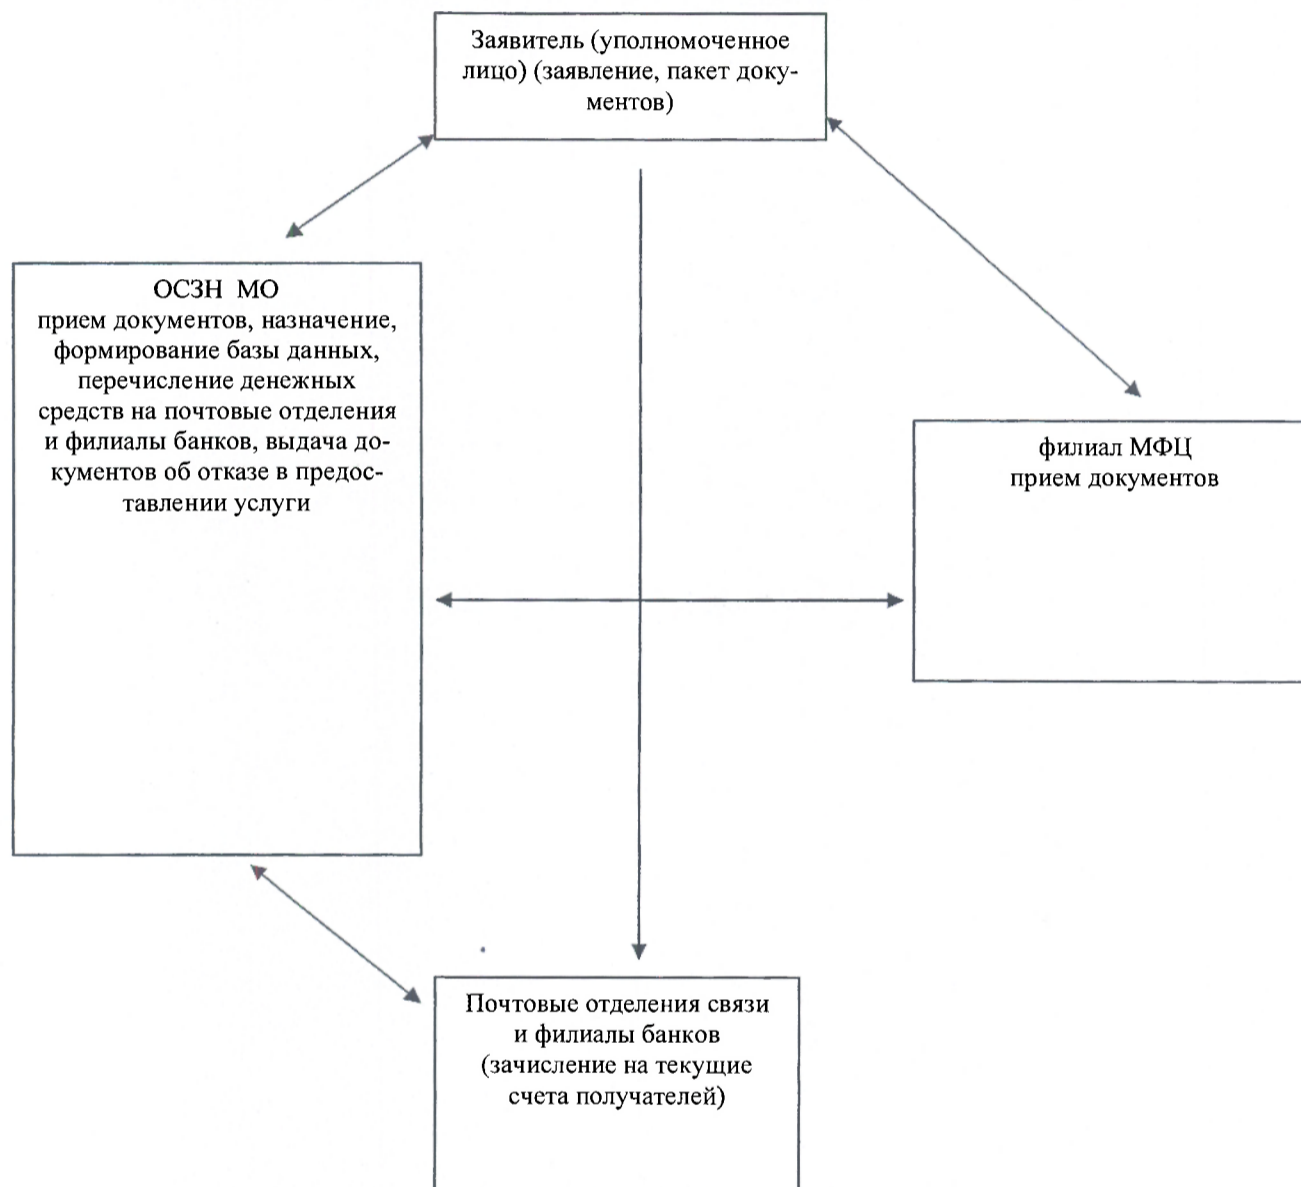 Заявитель (уполномоченное
лицо) (заявление, пакет доку-
ментов)
ОСЗН МО
прием документов, назначение,
формирование базы данных,
перечисление денежных
средств на почтовые отделения
и филиалы банков, выдача до-
кументов об отказе в предос-
тавлении услуги
филиал МФЦ
прием документов
Почтовые отделения связи
и филиалы банков
(зачисление на текущие
счета получателей)